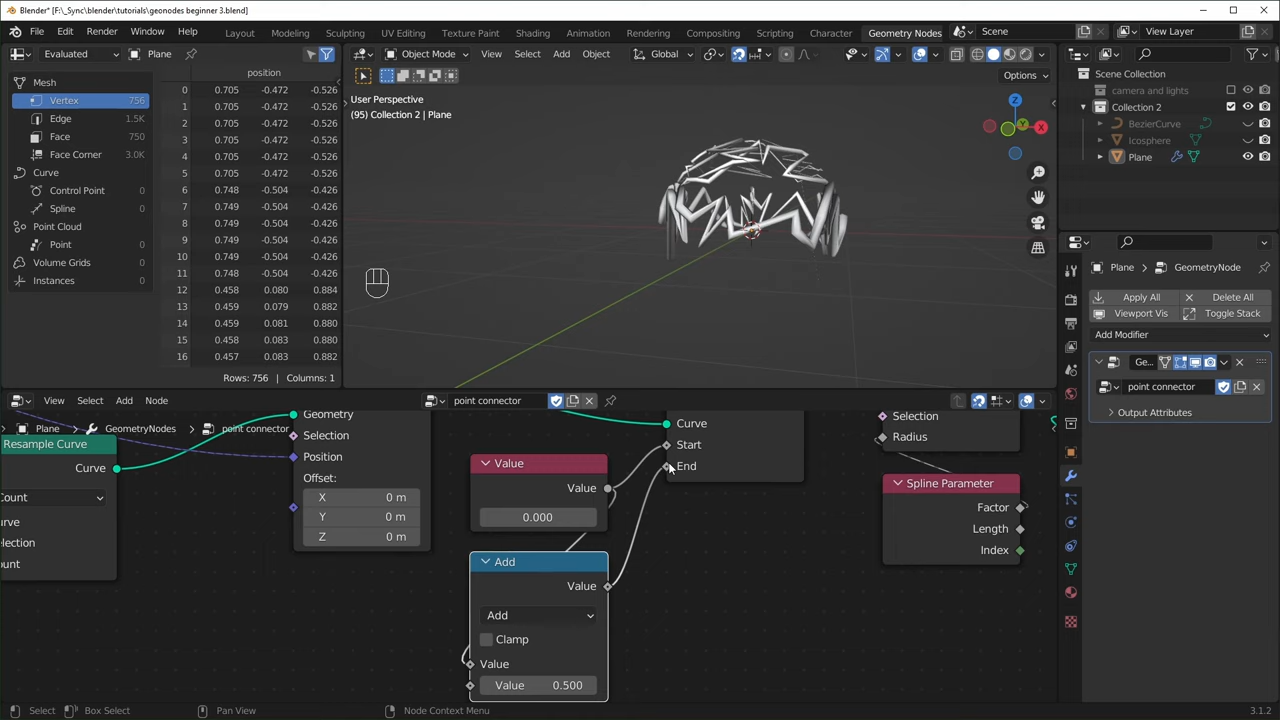 Blender* [F:\_Sync\blender\tutorials\geonodes beginner 3.blend]
File Edit Render Window Help
Layout Modeling Sculpting UV Editing Texture Paint Shading Animation Rendering Compositing Scripting Character Geometry Nodes
Scene
View Layer
Evaluated Plane
Object Mode View Select Add Object Global
Options
Mesh
Vertex 756
Edge 1.5K
Face 750
Face Corner 3.0K
Curve
Control Point 0
Spline 0
Point Cloud
Point 0
Volume Grids
Instances 0
position
0 0.705 -0.472 -0.526
1 0.705 -0.472 -0.526
2 0.705 -0.472 -0.526
3 0.705 -0.472 -0.526
4 0.705 -0.472 -0.526
5 0.705 -0.472 -0.526
6 0.748 -0.504 -0.426
7 0.749 -0.504 -0.426
8 0.749 -0.504 -0.426
9 0.749 -0.504 -0.426
10 0.749 -0.504 -0.426
11 0.748 -0.504 -0.426
12 0.458 0.080 0.884
13 0.459 0.079 0.882
14 0.459 0.081 0.880
15 0.458 0.083 0.880
16 0.457 0.083 0.882
Rows: 756 | Columns: 1
User Perspective
(95) Collection 2 | Plane
Z
Y
X
Scene Collection
camera and lights
Collection 2
BezierCurve
Icosphere
Plane
Plane GeometryNode
Apply All Delete All
Viewport Vis Toggle Stack
Add Modifier
Ge...
point connector
Output Attributes
View Select Add Node
point connector
Plane GeometryNodes point connector
Resample Curve
Curve
Count
Geometry
Selection
Position
Offset:
X 0 m
Y 0 m
Z 0 m
Value
Value
0.000
Add
Value
Add
Clamp
Value
Value 0.500
Curve
Start
End
Selection
Radius
Spline Parameter
Factor
Length
Index
Select Box Select Pan View Node Context Menu
3.1.2